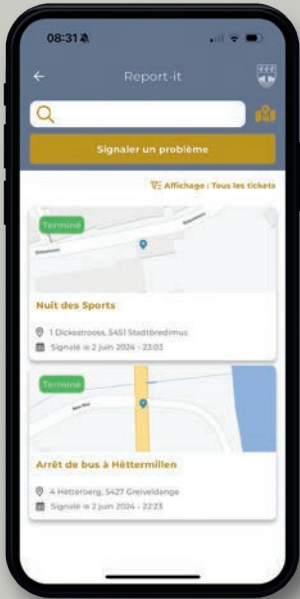 08:31
Report-it
Signaler un problème
Affichage : Tous les tickets
Terminé
Nuit des Sports
1 Dicksstrooss, 5451 Stadtbredimus
Signalé le 2 juin 2024 - 23:03
Terminé
Arrêt de bus à Hëttermillen
4 Hëtterberg, 5427 Greiveldange
Signalé le 2 juin 2024 - 22:23